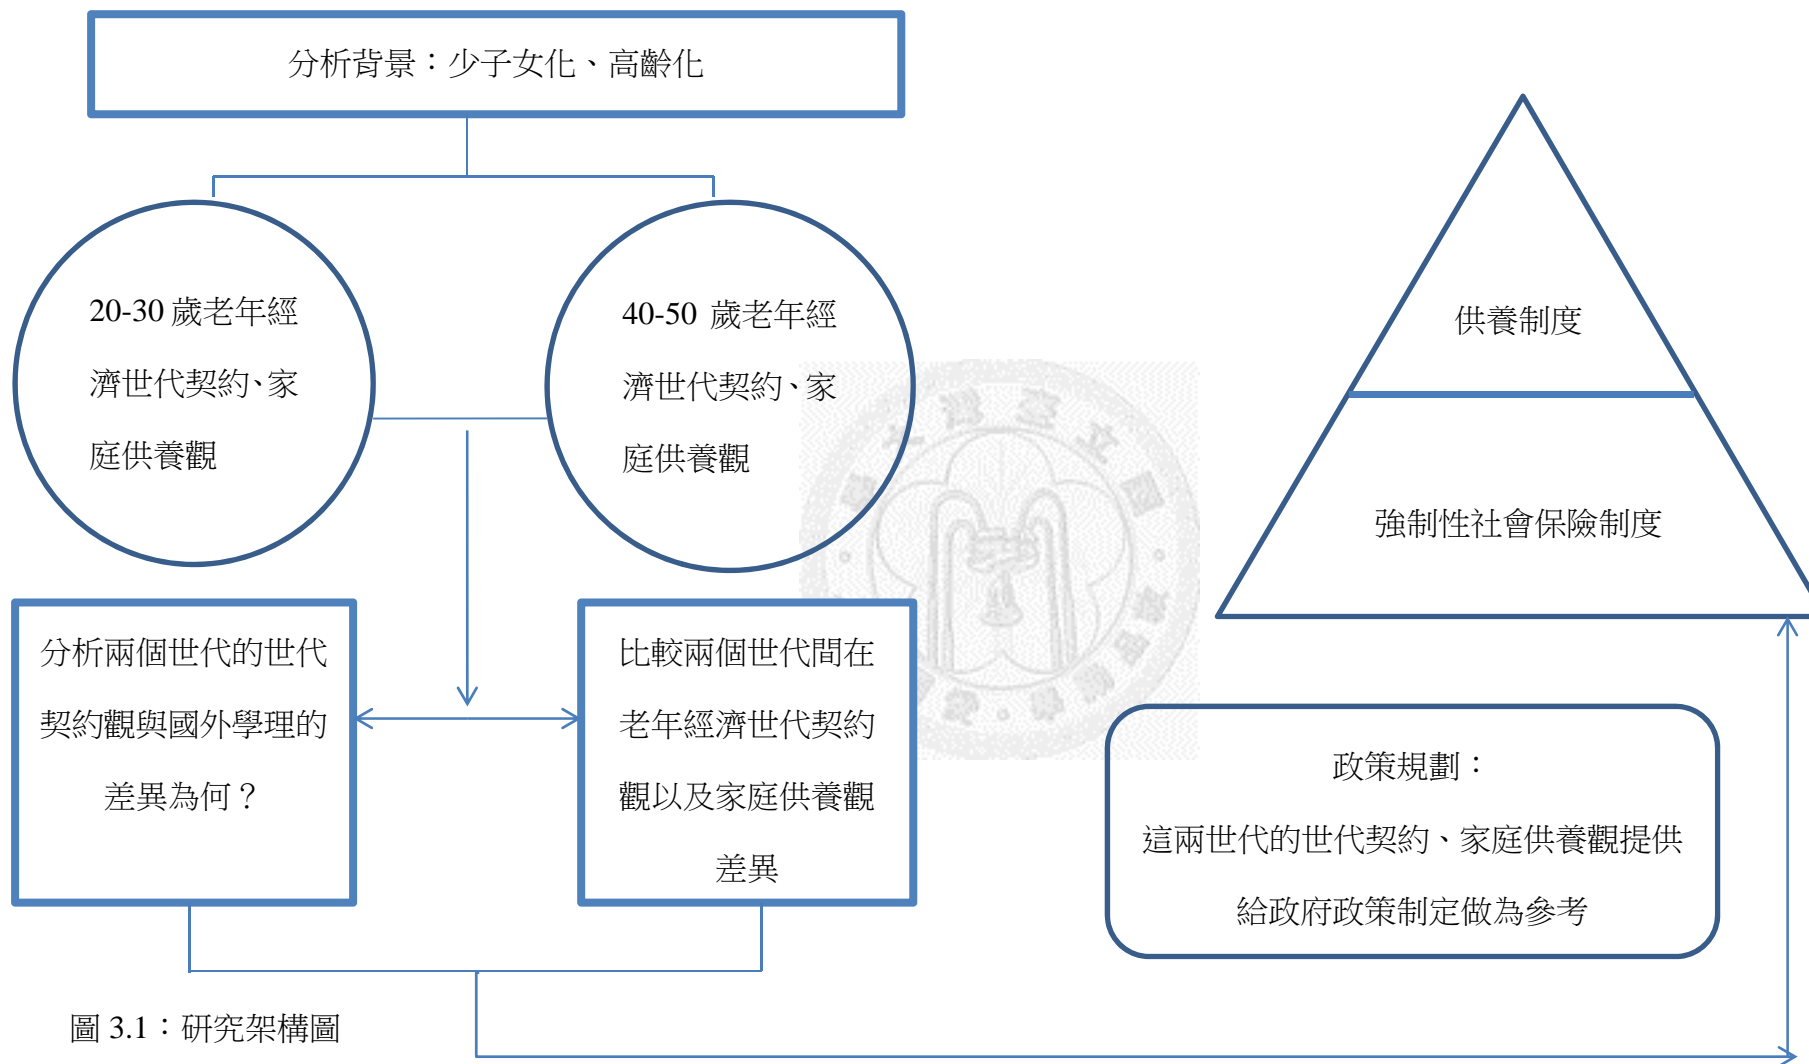 分析背景：少子女化、高齡化
20-30 歲老年經
濟世代契約、家
庭供養觀
40-50 歲老年經
濟世代契約、家
庭供養觀
供養制度
強制性社會保險制度
分析兩個世代的世代
契約觀與國外學理的
差異為何？
比較兩個世代間在
老年經濟世代契約
觀以及家庭供養觀
差異
政策規劃：
這兩世代的世代契約、家庭供養觀提供
給政府政策制定做為參考
圖 3.1：研究架構圖